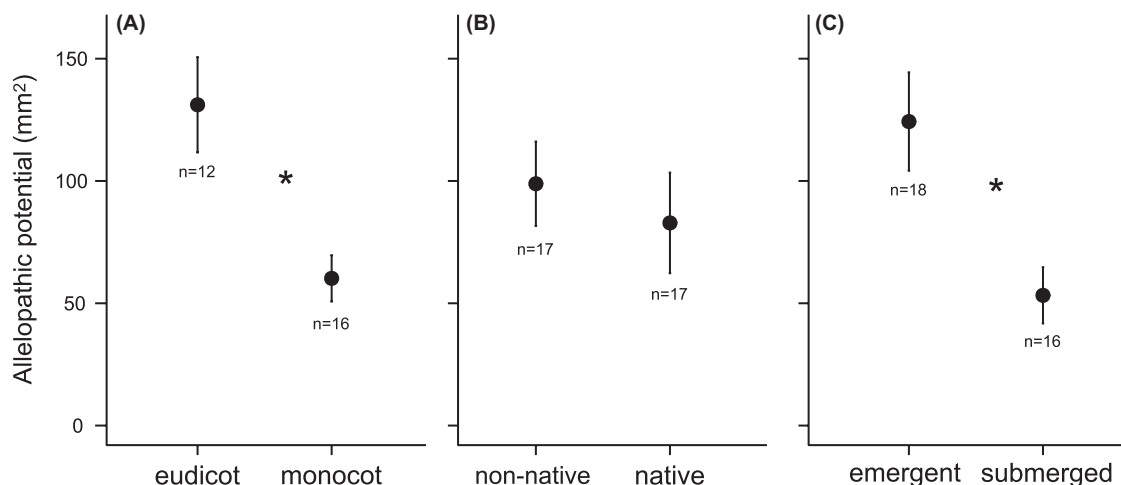 Allelopathic potential (mm²)
150
100
50
0
(A)
n=12
*
n=16
eudicot monocot
(B)
n=17
n=17
non-native native
(C)
n=18
*
n=16
emergent submerged